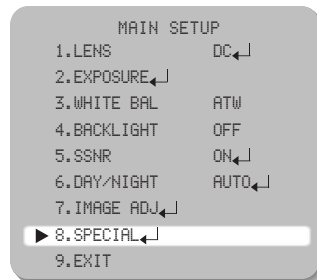 MAIN SETUP
1.LENS DC↵
2.EXPOSURE↵
3.WHITE BAL ATW
4.BACKLIGHT OFF
5.SSNR ON↵
6.DAY/NIGHT AUTO↵
7.IMAGE ADJ↵
▶ 8.SPECIAL↵
9.EXIT